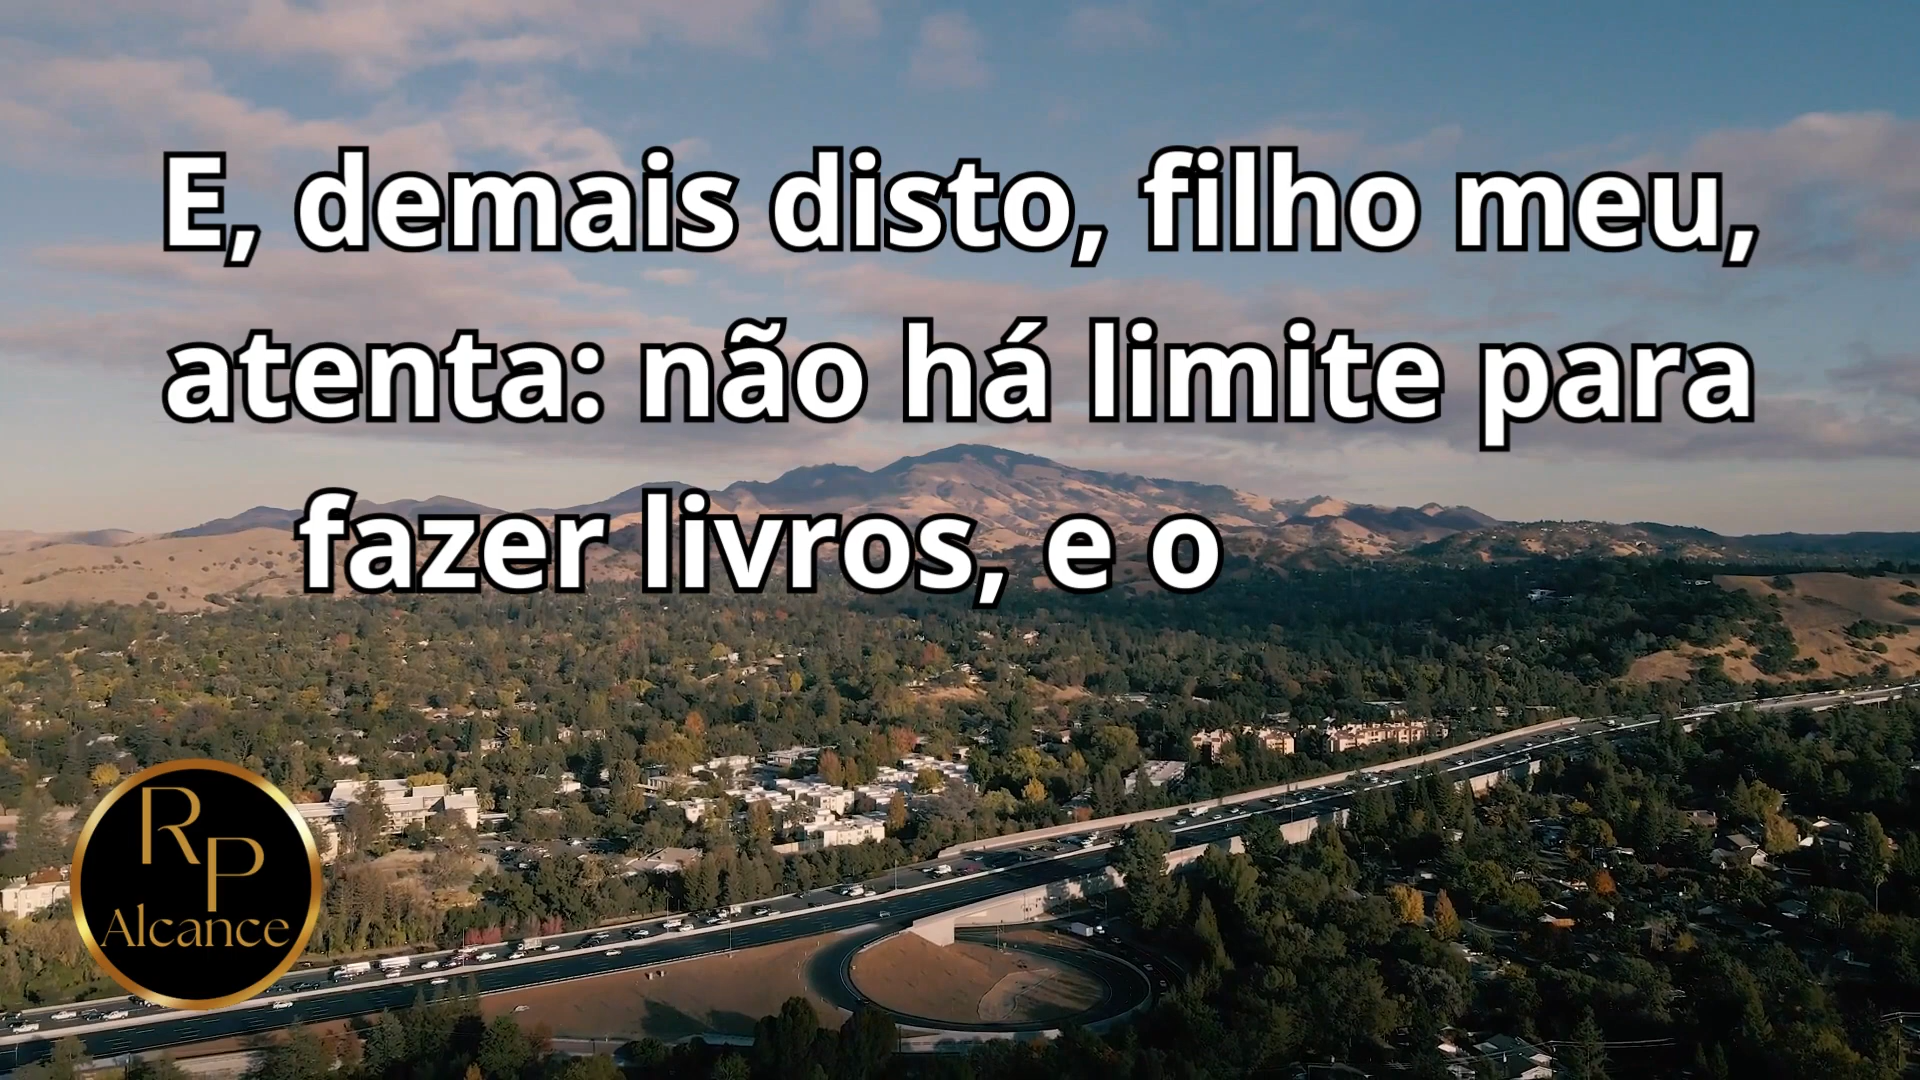 E, demais disto, filho meu,
atenta: não há limite para
fazer livros, e o
RP
Alcance